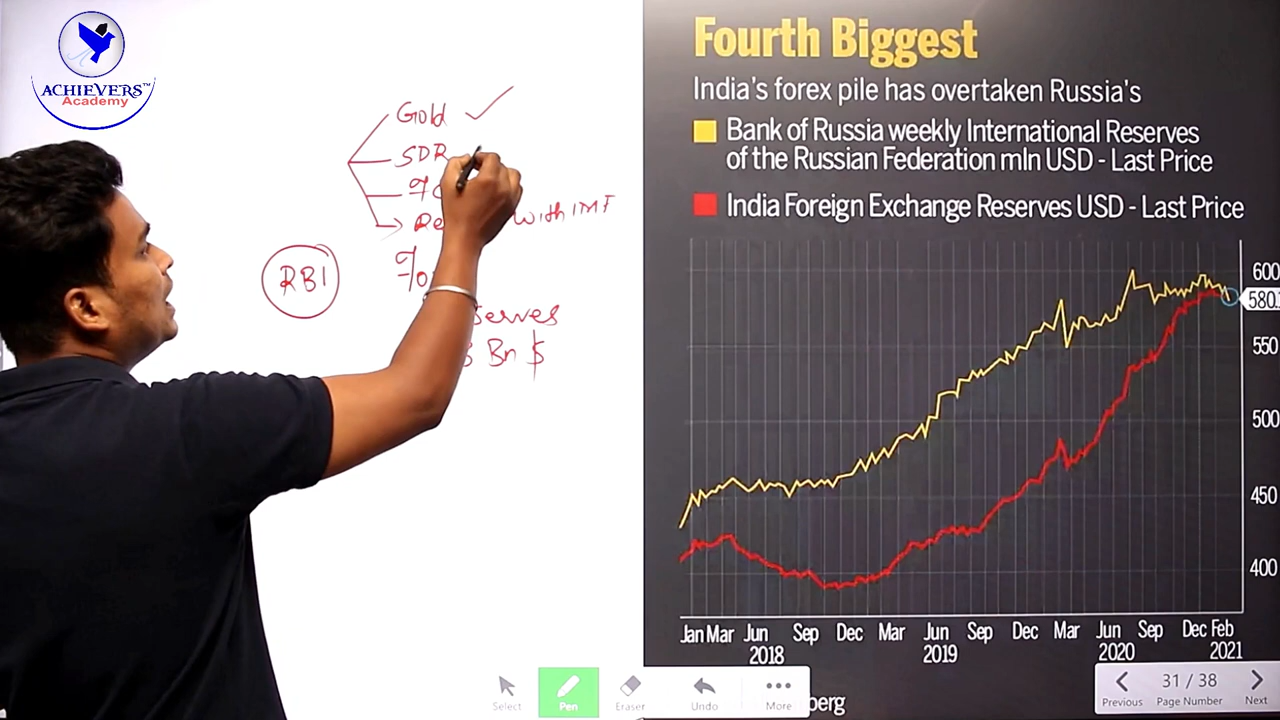 ACHIEVERS™
Academy
Gold
SDR
with IMF
RBI
Bn $
Fourth Biggest
India's forex pile has overtaken Russia's
Bank of Russia weekly International Reserves
of the Russian Federation mln USD - Last Price
India Foreign Exchange Reserves USD - Last Price
600
580.
550
500
450
400
Jan Mar Jun Sep Dec Mar Jun Sep Dec Mar Jun Sep Dec Feb
2018 2019 2020 2021
Select
Pen
Eraser
Undo
More
Previous
31 / 38
Page Number
Next